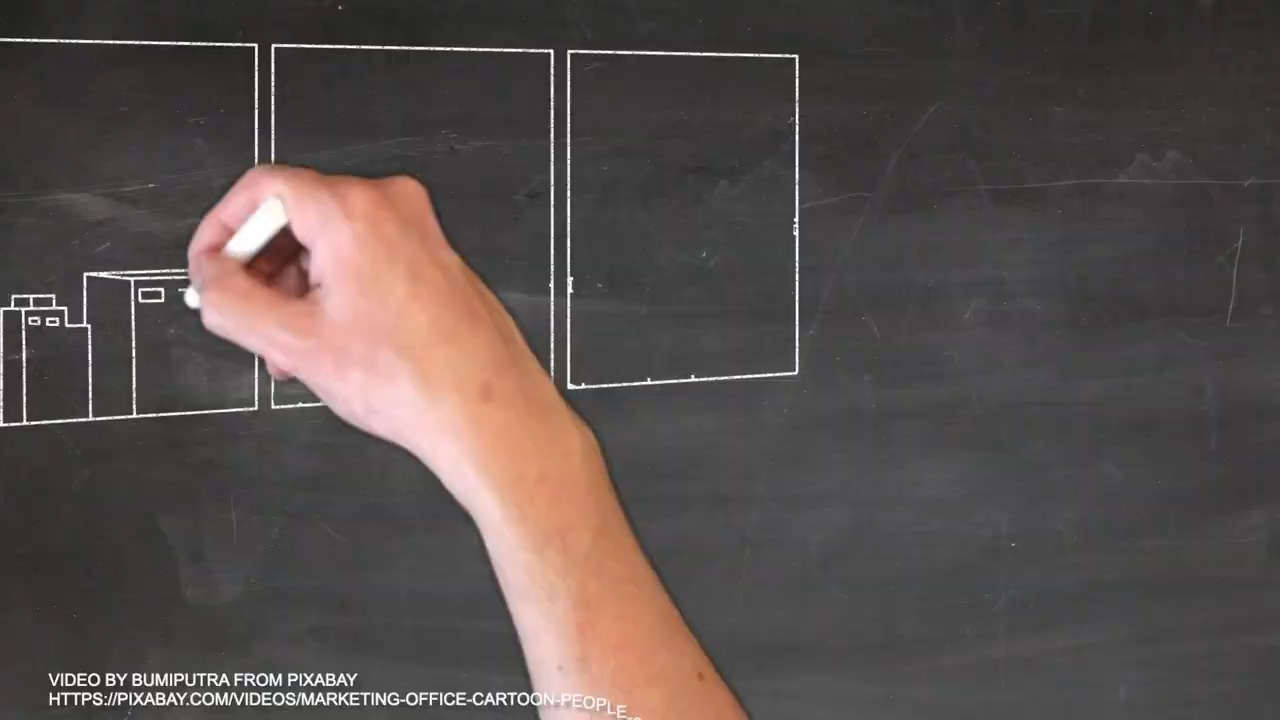 VIDEO BY BUMIPUTRA FROM PIXABAY
HTTPS://PIXABAY.COM/VIDEOS/MARKETING-OFFICE-CARTOON-PEOPLE